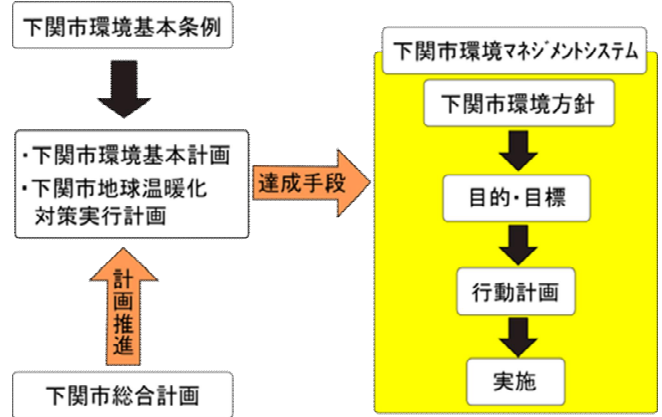 下関市環境基本条例
・下関市環境基本計画
・下関市地球温暖化
対策実行計画
計画推進
下関市総合計画
達成手段
下関市環境マネジメントシステム
下関市環境方針
目的・目標
行動計画
実施